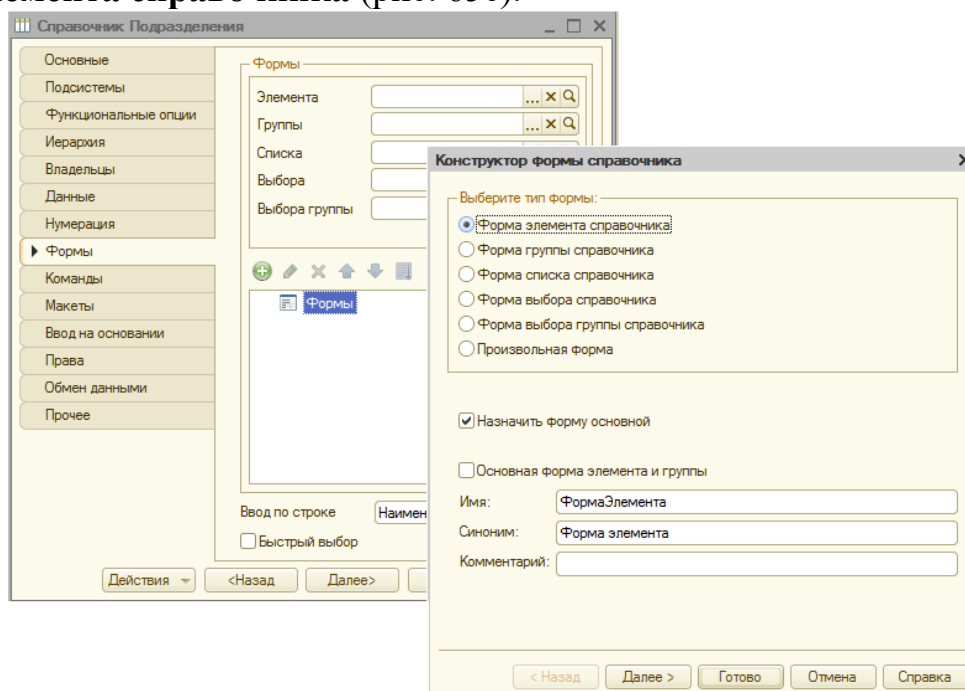 Справочник Подразделения
Основные
Подсистемы
Функциональные опции
Иерархия
Владельцы
Данные
Нумерация
Формы
Команды
Макеты
Ввод на основании
Права
Обмен данными
Прочее
Формы
Элемента
Группы
Списка
Выбора
Выбора группы
Формы
Ввод по строке
Наимен
Быстрый выбор
Действия
<Назад
Далее>
Конструктор формы справочника
Выберите тип формы:
Форма элемента справочника
Форма группы справочника
Форма списка справочника
Форма выбора справочника
Форма выбора группы справочника
Произвольная форма
Назначить форму основной
Основная форма элемента и группы
Имя: ФормаЭлемента
Синоним: Форма элемента
Комментарий:
< Назад
Далее >
Готово
Отмена
Справка